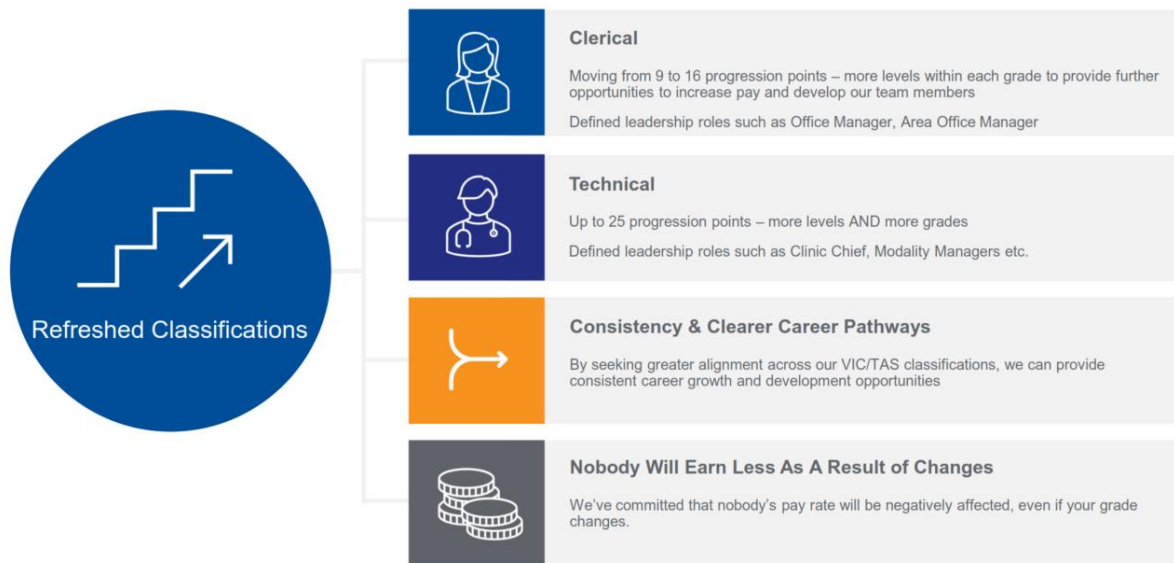 Refreshed Classifications
Clerical
Moving from 9 to 16 progression points – more levels within each grade to provide further
opportunities to increase pay and develop our team members
Defined leadership roles such as Office Manager, Area Office Manager
Technical
Up to 25 progression points – more levels AND more grades
Defined leadership roles such as Clinic Chief, Modality Managers etc.
Consistency & Clearer Career Pathways
By seeking greater alignment across our VIC/TAS classifications, we can provide
consistent career growth and development opportunities
Nobody Will Earn Less As A Result of Changes
We've committed that nobody's pay rate will be negatively affected, even if your grade
changes.